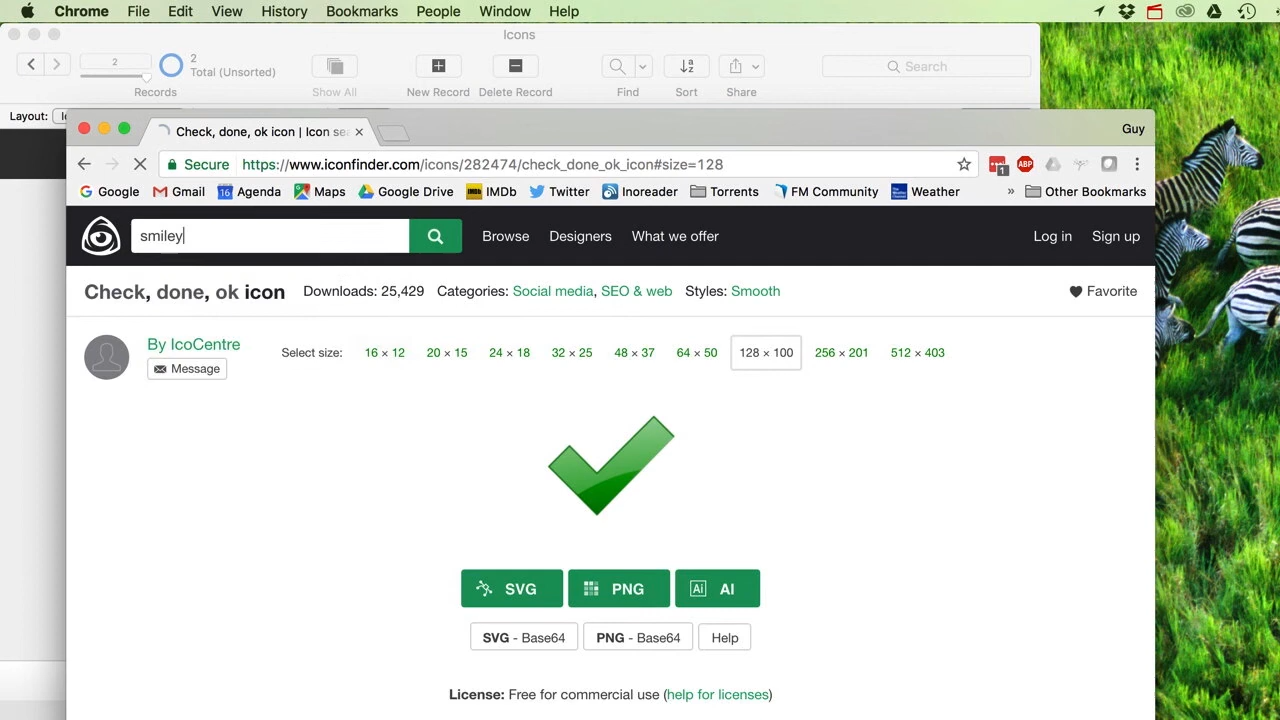 Chrome File Edit View History Bookmarks People Window Help
Icons
2
2
Total (Unsorted)
Search
Records Show All New Record Delete Record Find Sort Share
Layout:
Check, done, ok icon | Icon se
Guy
Secure https://www.iconfinder.com/icons/282474/check_done_ok_icon#size=128
ABP
1
Google Gmail 16 Agenda Maps Google Drive IMDb Twitter Inoreader Torrents FM Community Weather » Other Bookmarks
smiley Browse Designers What we offer Log in Sign up
Check, done, ok icon Downloads: 25,429 Categories: Social media, SEO & web Styles: Smooth Favorite
By IcoCentre
Message
Select size: 16 × 12 20 × 15 24 × 18 32 × 25 48 × 37 64 × 50 128 × 100 256 × 201 512 × 403
SVG PNG Ai AI
SVG - Base64 PNG - Base64 Help
License: Free for commercial use (help for licenses)